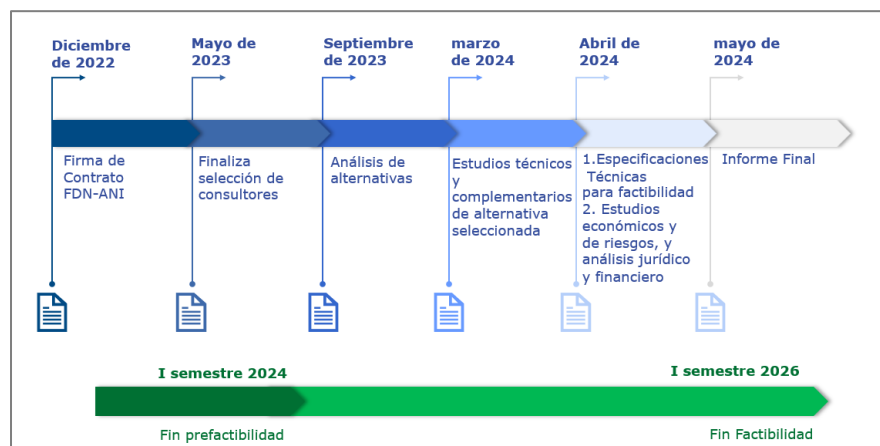 Diciembre
de 2022
Mayo de
2023
Septiembre
de 2023
marzo
de 2024
Abril de
2024
mayo de
2024
Firma de
Contrato
FDN-ANI
Finaliza
selección de
consultores
Análisis de
alternativas
Estudios técnicos
y
complementarios
de alternativa
seleccionada
1.Especificaciones
Técnicas
para factibilidad
2. Estudios
económicos y
de riesgos, y
análisis jurídico
y financiero
Informe Final
I semestre 2024
I semestre 2026
Fin prefactibilidad
Fin Factibilidad